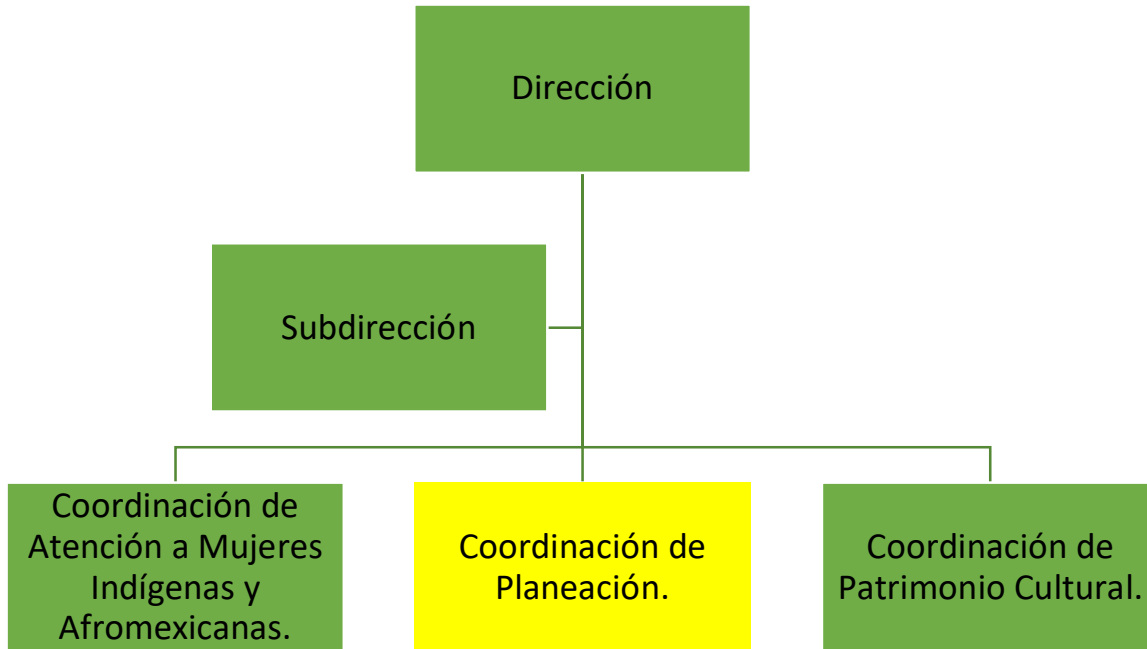 Dirección
Subdirección
Coordinación de
Atención a Mujeres
Indígenas y
Afromexicanas.
Coordinación de
Planeación.
Coordinación de
Patrimonio Cultural.